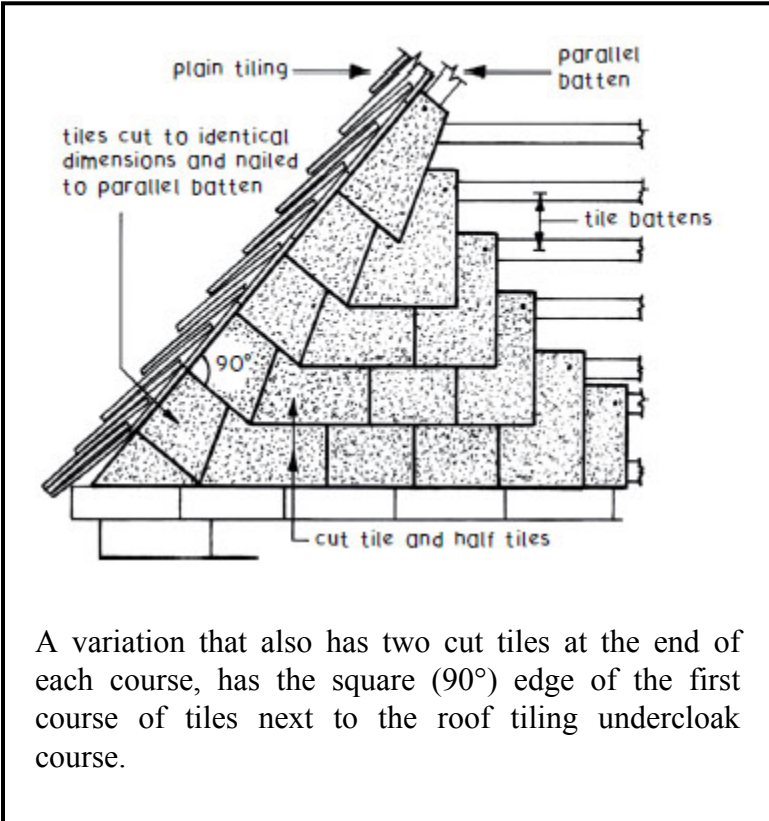 plain tiling
parallel
batten
tiles cut to identical
dimensions and nailed
to parallel batten
tile battens
90°
cut tile and half tiles
A variation that also has two cut tiles at the end of
each course, has the square (90°) edge of the first
course of tiles next to the roof tiling undercloak
course.